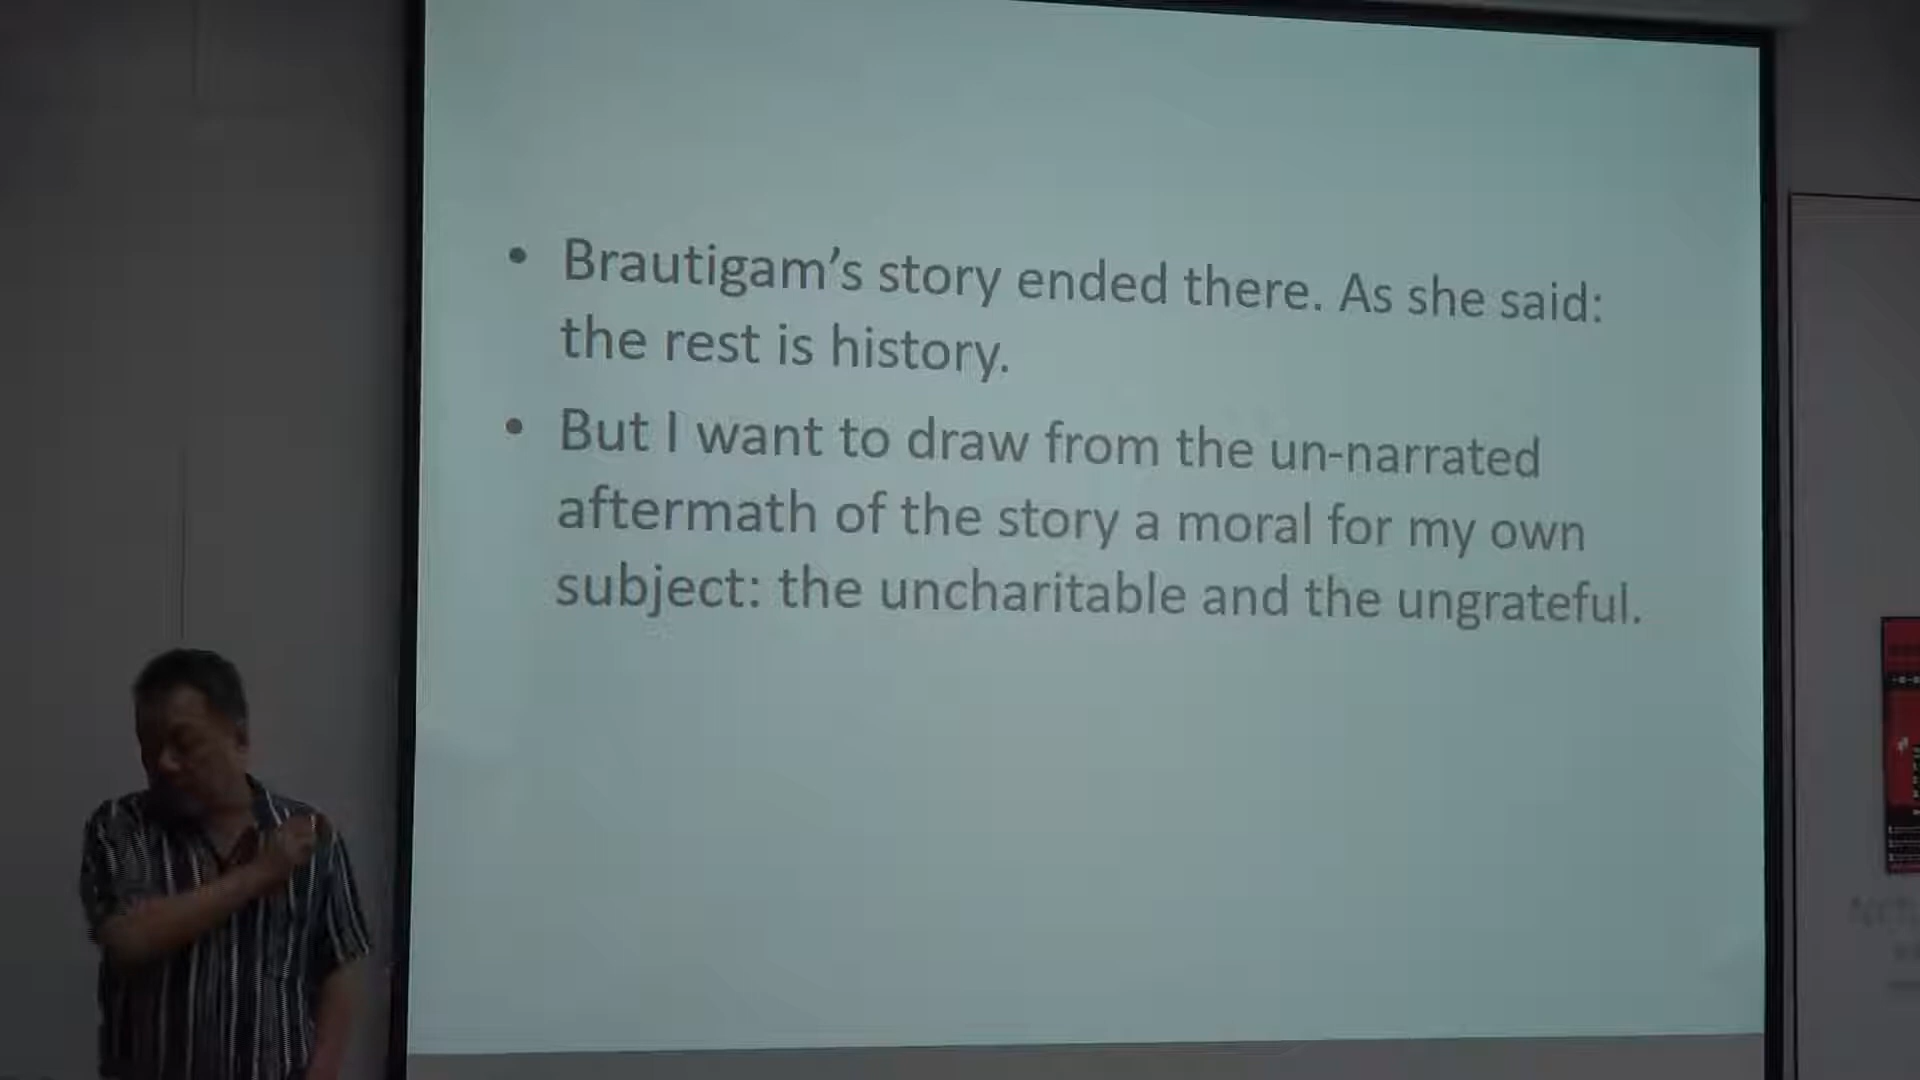 • Brautigam’s story ended there. As she said:
the rest is history.
• But I want to draw from the un-narrated
aftermath of the story a moral for my own
subject: the uncharitable and the ungrateful.